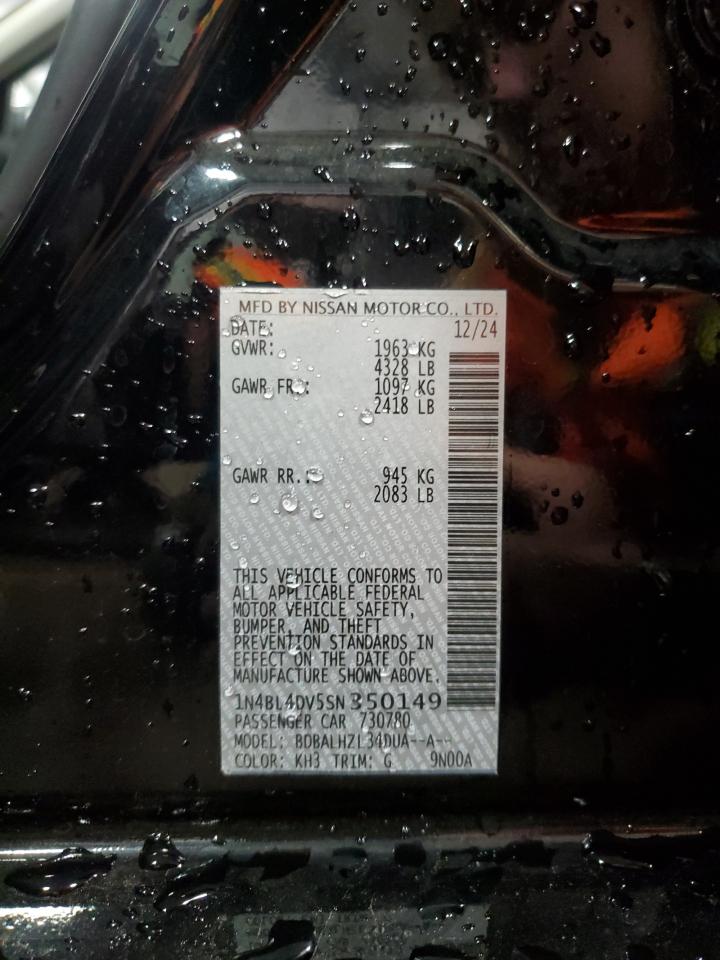 MFD BY NISSAN MOTOR CO., LTD.
DATE: 12/24
GVWR: 1963 KG
4328 LB
GAWR FR.: 1097 KG
2418 LB
GAWR RR.: 945 KG
2083 LB
THIS VEHICLE CONFORMS TO
ALL APPLICABLE FEDERAL
MOTOR VEHICLE SAFETY,
BUMPER, AND THEFT
PREVENTION STANDARDS IN
EFFECT ON THE DATE OF
MANUFACTURE SHOWN ABOVE.
1N4BL4DV5SN350149
PASSENGER CAR 730780
MODEL: BDBALHZL34DUA--A--
COLOR: KH3 TRIM: G 9N00A